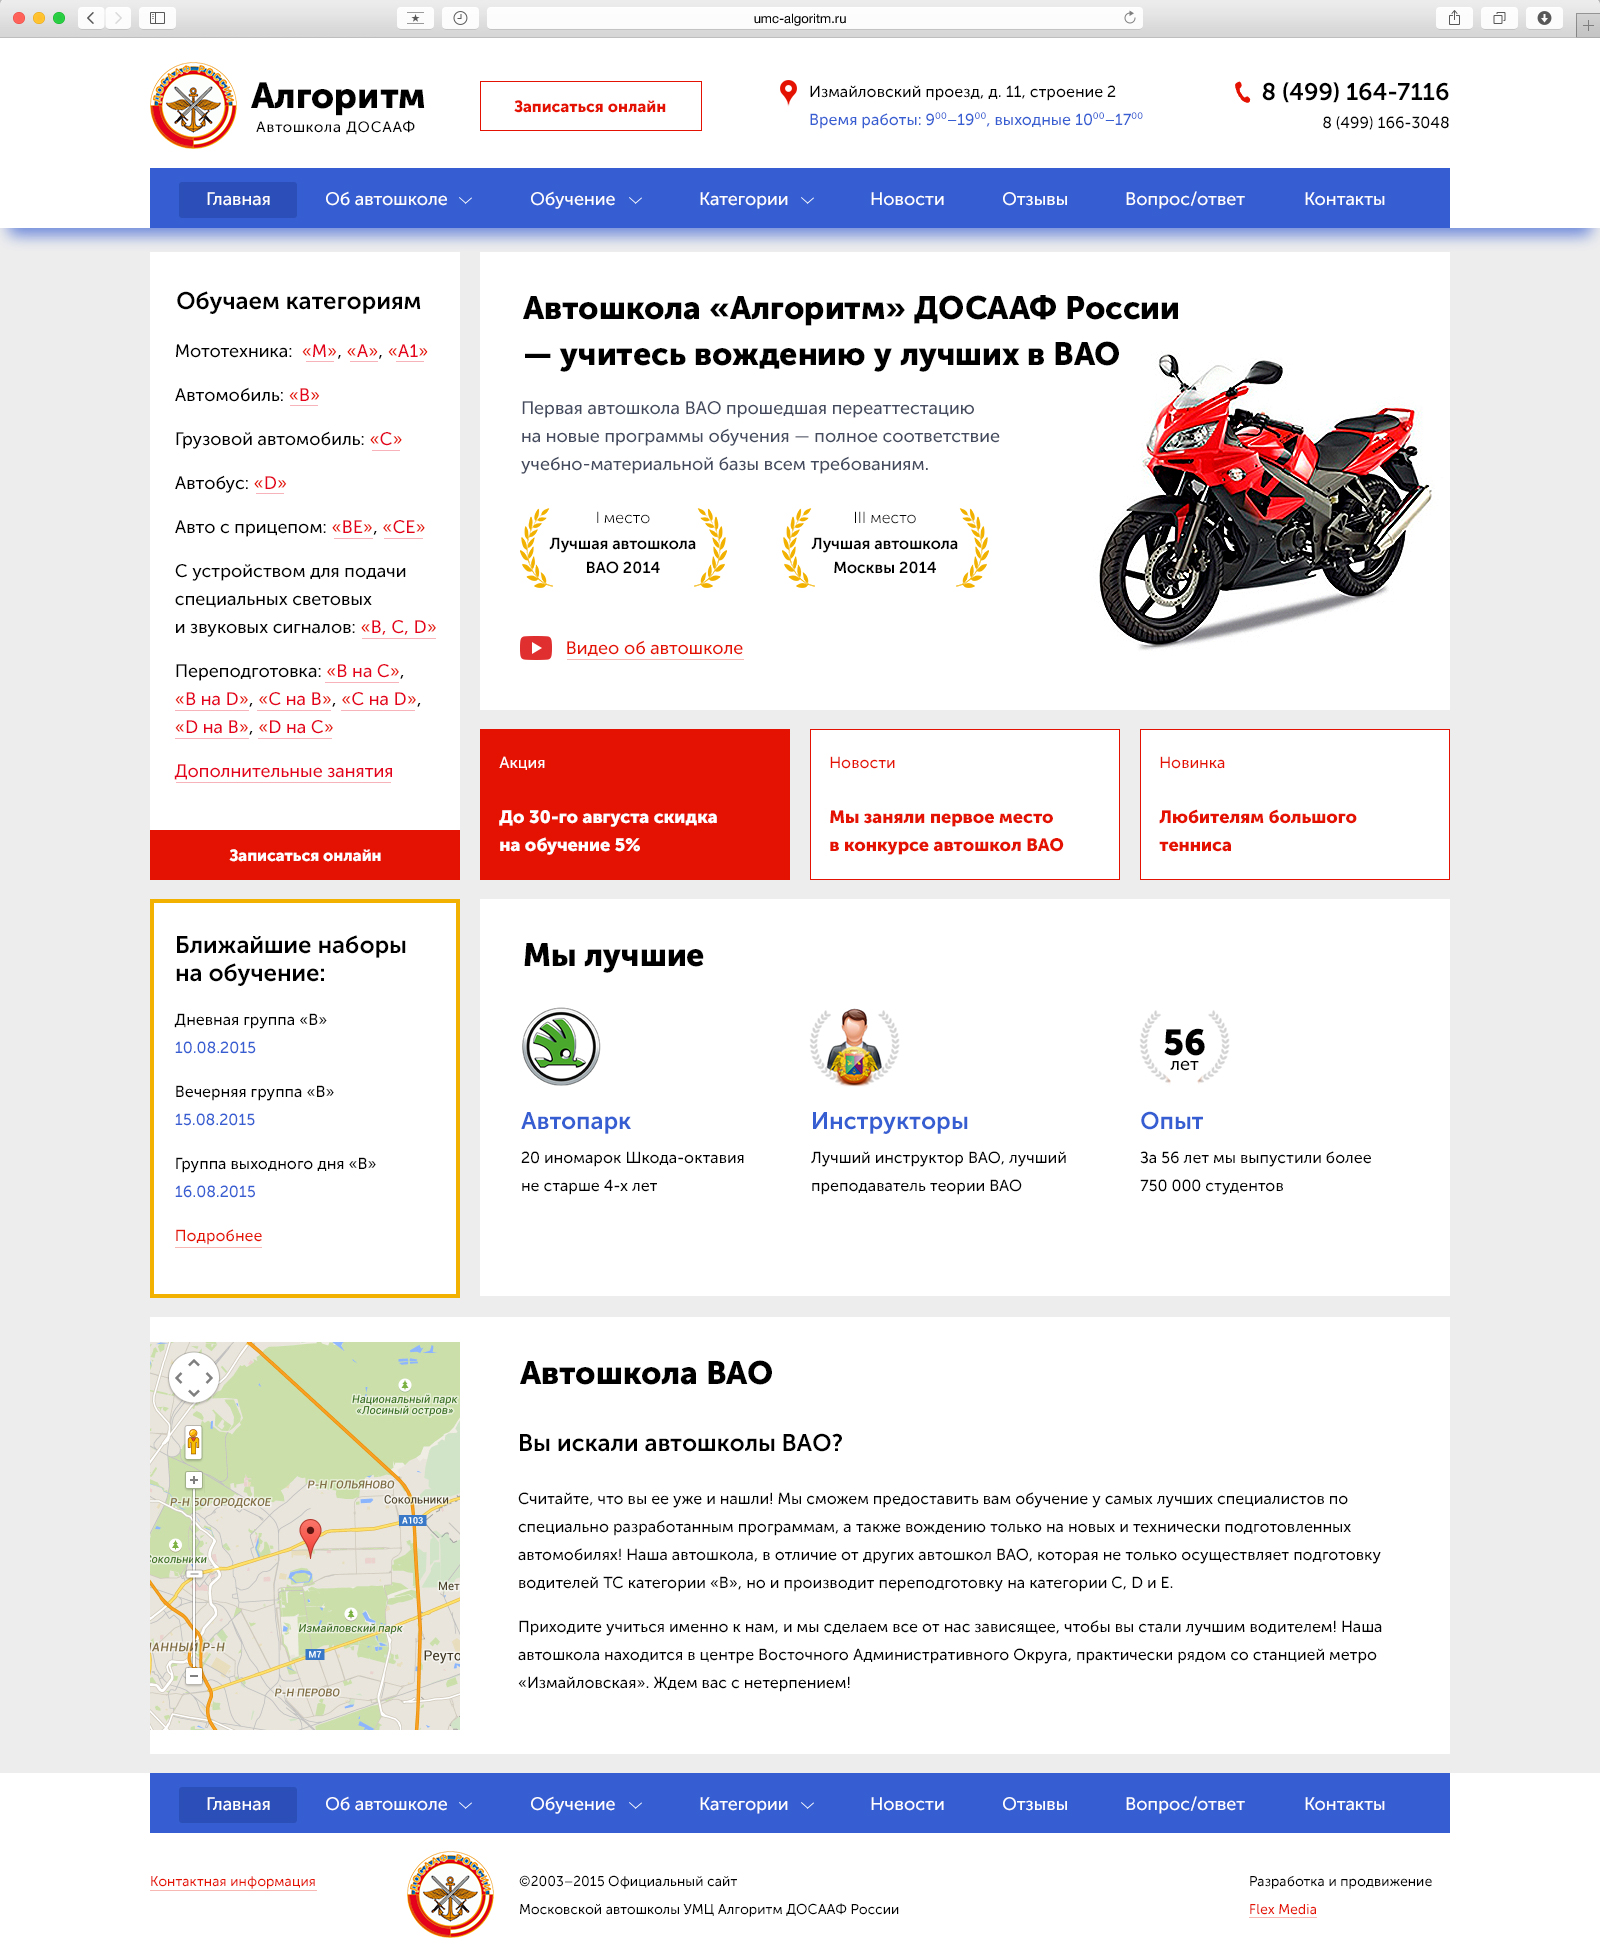 umc-algoritm.ru
Алгоритм
Автошкола ДОСААФ
Записаться онлайн
Измайловский проезд, д. 11, строение 2
Время работы: 9⁰⁰–19⁰⁰, выходные 10⁰⁰–17⁰⁰
8 (499) 164-7116
8 (499) 166-3048
Главная Об автошколе Обучение Категории Новости Отзывы Вопрос/ответ Контакты
Обучаем категориям
Мототехника: «М», «А», «А1»
Автомобиль: «В»
Грузовой автомобиль: «С»
Автобус: «D»
Авто с прицепом: «ВЕ», «СЕ»
С устройством для подачи
специальных световых
и звуковых сигналов: «В, С, D»
Переподготовка: «В на С»,
«В на D», «С на В», «С на D»,
«D на В», «D на С»
Дополнительные занятия
Записаться онлайн
Автошкола «Алгоритм» ДОСААФ России
— учитесь вождению у лучших в ВАО
Первая автошкола ВАО прошедшая переаттестацию
на новые программы обучения — полное соответствие
учебно-материальной базы всем требованиям.
I место
Лучшая автошкола
ВАО 2014
III место
Лучшая автошкола
Москвы 2014
Видео об автошколе
Акция
До 30-го августа скидка
на обучение 5%
Новости
Мы заняли первое место
в конкурсе автошкол ВАО
Новинка
Любителям большого
тенниса
Ближайшие наборы
на обучение:
Дневная группа «В»
10.08.2015
Вечерняя группа «В»
15.08.2015
Группа выходного дня «В»
16.08.2015
Подробнее
Мы лучшие
Автопарк
20 иномарок Шкода-октавия
не старше 4-х лет
Инструкторы
Лучший инструктор ВАО, лучший
преподаватель теории ВАО
56
лет
Опыт
За 56 лет мы выпустили более
750 000 студентов
Национальный парк
«Лосиный остров»
Р-Н ГОЛЬЯНОВО
Р-Н БОГОРОДСКОЕ
Сокольники
А103
Сокольники
Мет
Измайловский парк
АННЫЙ Р-Н
М7
Реуто
Р-Н ПЕРОВО
Автошкола ВАО
Вы искали автошколы ВАО?
Считайте, что вы ее уже и нашли! Мы сможем предоставить вам обучение у самых лучших специалистов по
специально разработанным программам, а также вождению только на новых и технически подготовленных
автомобилях! Наша автошкола, в отличие от других автошкол ВАО, которая не только осуществляет подготовку
водителей ТС категории «В», но и производит переподготовку на категории С, D и Е.
Приходите учиться именно к нам, и мы сделаем все от нас зависящее, чтобы вы стали лучшим водителем! Наша
автошкола находится в центре Восточного Административного Округа, практически рядом со станцией метро
«Измайловская». Ждем вас с нетерпением!
Главная Об автошколе Обучение Категории Новости Отзывы Вопрос/ответ Контакты
Контактная информация
©2003–2015 Официальный сайт
Московской автошколы УМЦ Алгоритм ДОСААФ России
Разработка и продвижение
Flex Media